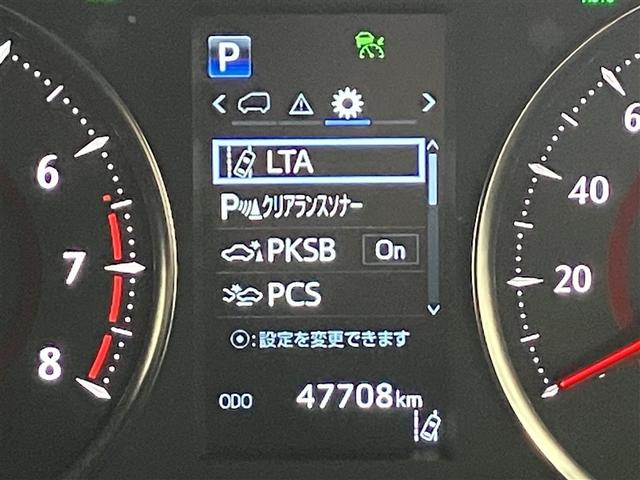 P
LTA
P クリアランスソナー
PKSB On
PCS
:設定を変更できます
ODO 47708km
6
7
8
6
40
20